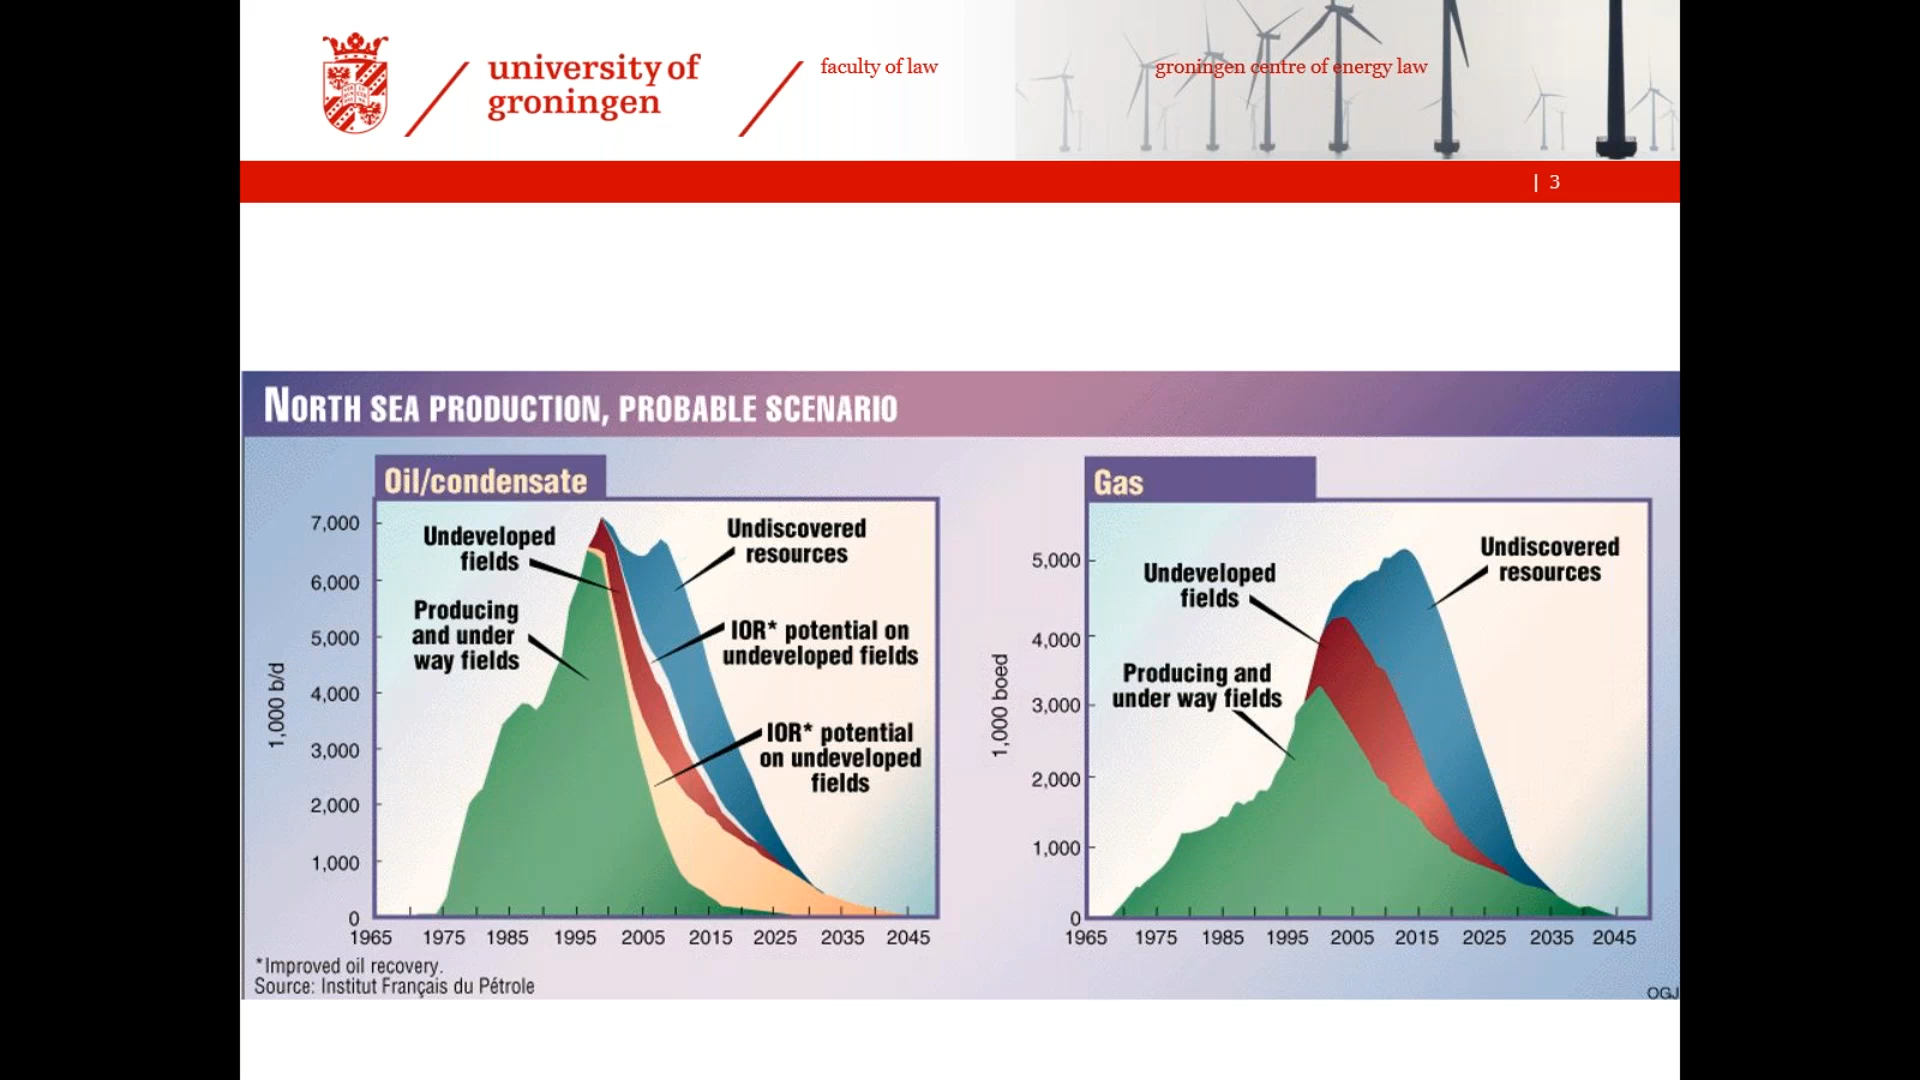 university of
groningen
faculty of law
groningen centre of energy law
| 3
NORTH SEA PRODUCTION, PROBABLE SCENARIO
Oil/condensate
7,000
6,000
5,000
4,000
3,000
2,000
1,000
0
1,000 b/d
Undeveloped
fields
Producing
and under
way fields
Undiscovered
resources
IOR* potential on
undeveloped fields
IOR* potential
on undeveloped
fields
1965 1975 1985 1995 2005 2015 2025 2035 2045
*Improved oil recovery.
Source: Institut Français du Pétrole
Gas
5,000
4,000
3,000
2,000
1,000
0
1,000 boed
Undeveloped
fields
Producing and
under way fields
Undiscovered
resources
1965 1975 1985 1995 2005 2015 2025 2035 2045
OGJ